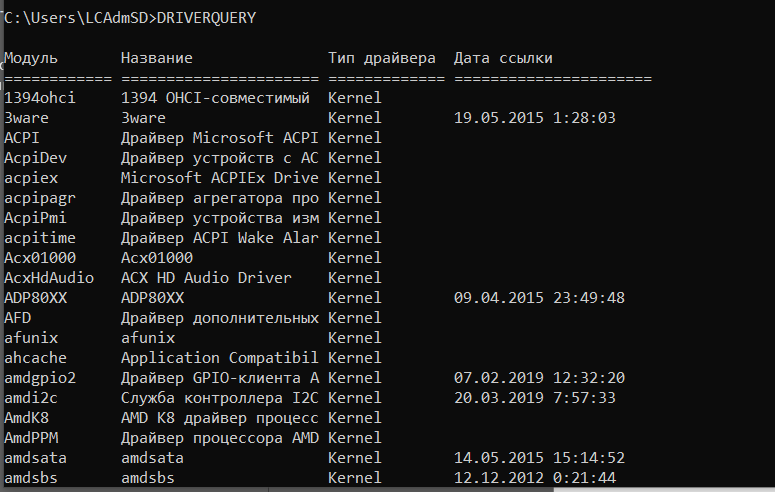 C:\Users\LCAdmSD>DRIVERQUERY
Модуль Название Тип драйвера Дата ссылки
============ ====================== ============= ======================
1394ohci 1394 OHCI-совместимый Kernel
3ware 3ware Kernel 19.05.2015 1:28:03
ACPI Драйвер Microsoft ACPI Kernel
AcpiDev Драйвер устройств с AC Kernel
acpiex Microsoft ACPIEx Drive Kernel
acpipagr Драйвер агрегатора про Kernel
AcpiPmi Драйвер устройства изм Kernel
acpitime Драйвер ACPI Wake Alar Kernel
Acx01000 Acx01000 Kernel
AcxHdAudio ACX HD Audio Driver Kernel
ADP80XX ADP80XX Kernel 09.04.2015 23:49:48
AFD Драйвер дополнительных Kernel
afunix afunix Kernel
ahcache Application Compatibil Kernel
amdgpio2 Драйвер GPIO-клиента A Kernel 07.02.2019 12:32:20
amdi2c Служба контроллера I2C Kernel 20.03.2019 7:57:33
AmdK8 AMD K8 драйвер процесс Kernel
AmdPPM Драйвер процессора AMD Kernel
amdsata amdsata Kernel 14.05.2015 15:14:52
amdsbs amdsbs Kernel 12.12.2012 0:21:44